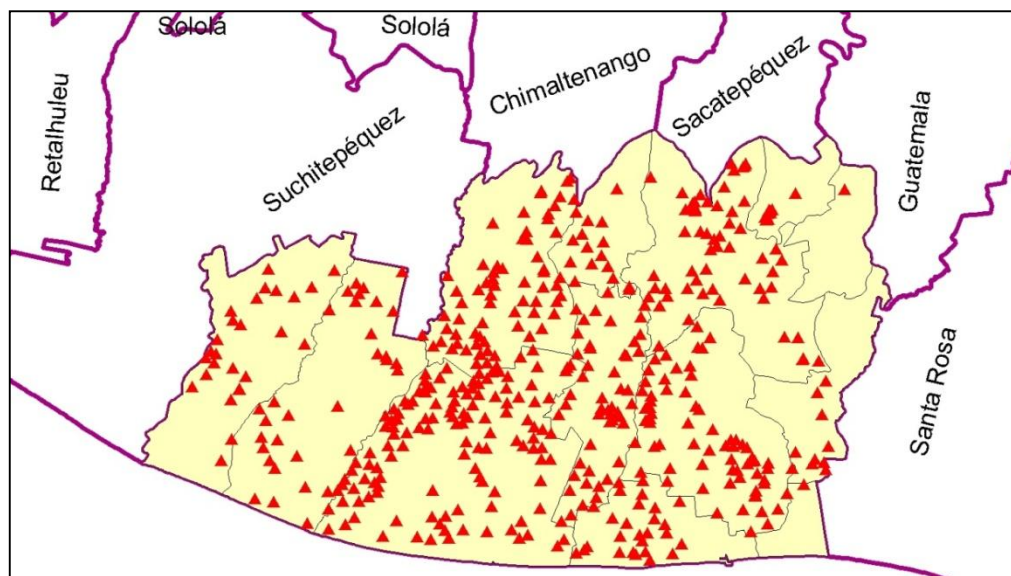 Sololá
Sololá
Chimaltenango
Sacatepéquez
Retalhuleu
Suchitepéquez
Guatemala
Santa Rosa